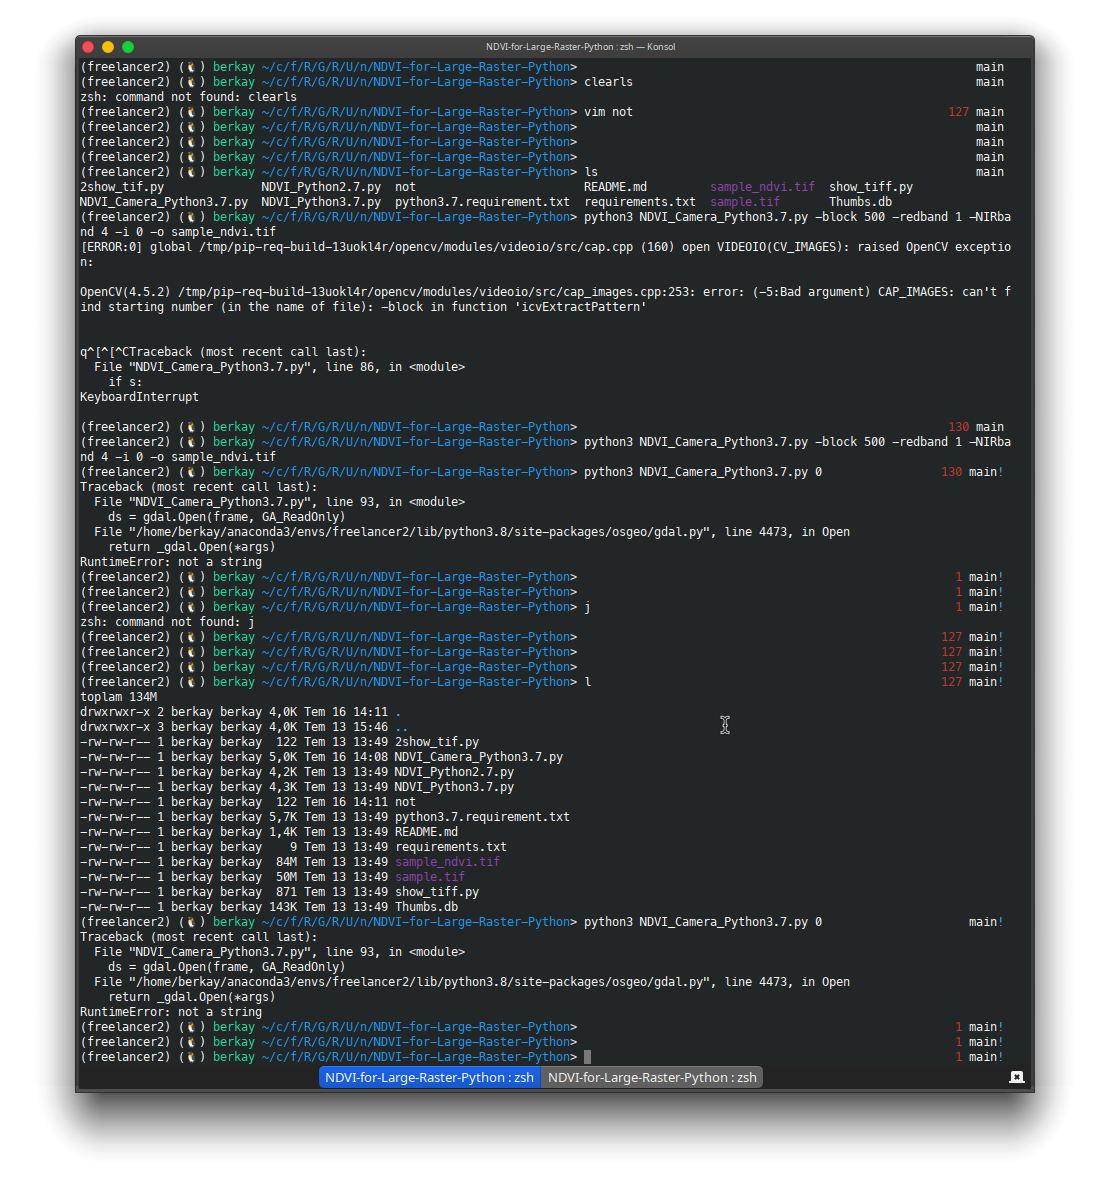 NDVI-for-Large-Raster-Python : zsh — Konsol
(freelancer2) (🐧) berkay ~/c/f/R/G/R/U/n/NDVI-for-Large-Raster-Python> main
(freelancer2) (🐧) berkay ~/c/f/R/G/R/U/n/NDVI-for-Large-Raster-Python> clearls main
zsh: command not found: clearls
(freelancer2) (🐧) berkay ~/c/f/R/G/R/U/n/NDVI-for-Large-Raster-Python> vim not 127 main
(freelancer2) (🐧) berkay ~/c/f/R/G/R/U/n/NDVI-for-Large-Raster-Python> main
(freelancer2) (🐧) berkay ~/c/f/R/G/R/U/n/NDVI-for-Large-Raster-Python> main
(freelancer2) (🐧) berkay ~/c/f/R/G/R/U/n/NDVI-for-Large-Raster-Python> main
(freelancer2) (🐧) berkay ~/c/f/R/G/R/U/n/NDVI-for-Large-Raster-Python> ls main
2show_tif.py NDVI_Python2.7.py not README.md sample_ndvi.tif show_tiff.py
NDVI_Camera_Python3.7.py NDVI_Python3.7.py python3.7.requirement.txt requirements.txt sample.tif Thumbs.db
(freelancer2) (🐧) berkay ~/c/f/R/G/R/U/n/NDVI-for-Large-Raster-Python> python3 NDVI_Camera_Python3.7.py -block 500 -redband 1 -NIRba
nd 4 -i 0 -o sample_ndvi.tif
[ERROR:0] global /tmp/pip-req-build-13uokl4r/opencv/modules/videoio/src/cap.cpp (160) open VIDEOIO(CV_IMAGES): raised OpenCV exceptio
n:
OpenCV(4.5.2) /tmp/pip-req-build-13uokl4r/opencv/modules/videoio/src/cap_images.cpp:253: error: (-5:Bad argument) CAP_IMAGES: can't f
ind starting number (in the name of file): -block in function 'icvExtractPattern'
q^[^[^CTraceback (most recent call last):
File "NDVI_Camera_Python3.7.py", line 86, in <module>
if s:
KeyboardInterrupt
(freelancer2) (🐧) berkay ~/c/f/R/G/R/U/n/NDVI-for-Large-Raster-Python> 130 main
(freelancer2) (🐧) berkay ~/c/f/R/G/R/U/n/NDVI-for-Large-Raster-Python> python3 NDVI_Camera_Python3.7.py -block 500 -redband 1 -NIRba
nd 4 -i 0 -o sample_ndvi.tif
(freelancer2) (🐧) berkay ~/c/f/R/G/R/U/n/NDVI-for-Large-Raster-Python> python3 NDVI_Camera_Python3.7.py 0 130 main!
Traceback (most recent call last):
File "NDVI_Camera_Python3.7.py", line 93, in <module>
ds = gdal.Open(frame, GA_ReadOnly)
File "/home/berkay/anaconda3/envs/freelancer2/lib/python3.8/site-packages/osgeo/gdal.py", line 4473, in Open
return _gdal.Open(*args)
RuntimeError: not a string
(freelancer2) (🐧) berkay ~/c/f/R/G/R/U/n/NDVI-for-Large-Raster-Python> 1 main!
(freelancer2) (🐧) berkay ~/c/f/R/G/R/U/n/NDVI-for-Large-Raster-Python> 1 main!
(freelancer2) (🐧) berkay ~/c/f/R/G/R/U/n/NDVI-for-Large-Raster-Python> j 1 main!
zsh: command not found: j
(freelancer2) (🐧) berkay ~/c/f/R/G/R/U/n/NDVI-for-Large-Raster-Python> 127 main!
(freelancer2) (🐧) berkay ~/c/f/R/G/R/U/n/NDVI-for-Large-Raster-Python> 127 main!
(freelancer2) (🐧) berkay ~/c/f/R/G/R/U/n/NDVI-for-Large-Raster-Python> 127 main!
(freelancer2) (🐧) berkay ~/c/f/R/G/R/U/n/NDVI-for-Large-Raster-Python> l 127 main!
toplam 134M
drwxrwxr-x 2 berkay berkay 4,0K Tem 16 14:11 .
drwxrwxr-x 3 berkay berkay 4,0K Tem 13 15:46 ..
-rw-rw-r-- 1 berkay berkay 122 Tem 13 13:49 2show_tif.py
-rw-rw-r-- 1 berkay berkay 5,0K Tem 16 14:08 NDVI_Camera_Python3.7.py
-rw-rw-r-- 1 berkay berkay 4,2K Tem 13 13:49 NDVI_Python2.7.py
-rw-rw-r-- 1 berkay berkay 4,3K Tem 13 13:49 NDVI_Python3.7.py
-rw-rw-r-- 1 berkay berkay 122 Tem 16 14:11 not
-rw-rw-r-- 1 berkay berkay 5,7K Tem 13 13:49 python3.7.requirement.txt
-rw-rw-r-- 1 berkay berkay 1,4K Tem 13 13:49 README.md
-rw-rw-r-- 1 berkay berkay 9 Tem 13 13:49 requirements.txt
-rw-rw-r-- 1 berkay berkay 84M Tem 13 13:49 sample_ndvi.tif
-rw-rw-r-- 1 berkay berkay 50M Tem 13 13:49 sample.tif
-rw-rw-r-- 1 berkay berkay 871 Tem 13 13:49 show_tiff.py
-rw-rw-r-- 1 berkay berkay 143K Tem 13 13:49 Thumbs.db
(freelancer2) (🐧) berkay ~/c/f/R/G/R/U/n/NDVI-for-Large-Raster-Python> python3 NDVI_Camera_Python3.7.py 0 main!
Traceback (most recent call last):
File "NDVI_Camera_Python3.7.py", line 93, in <module>
ds = gdal.Open(frame, GA_ReadOnly)
File "/home/berkay/anaconda3/envs/freelancer2/lib/python3.8/site-packages/osgeo/gdal.py", line 4473, in Open
return _gdal.Open(*args)
RuntimeError: not a string
(freelancer2) (🐧) berkay ~/c/f/R/G/R/U/n/NDVI-for-Large-Raster-Python> 1 main!
(freelancer2) (🐧) berkay ~/c/f/R/G/R/U/n/NDVI-for-Large-Raster-Python> 1 main!
(freelancer2) (🐧) berkay ~/c/f/R/G/R/U/n/NDVI-for-Large-Raster-Python> 1 main!
NDVI-for-Large-Raster-Python : zsh NDVI-for-Large-Raster-Python : zsh